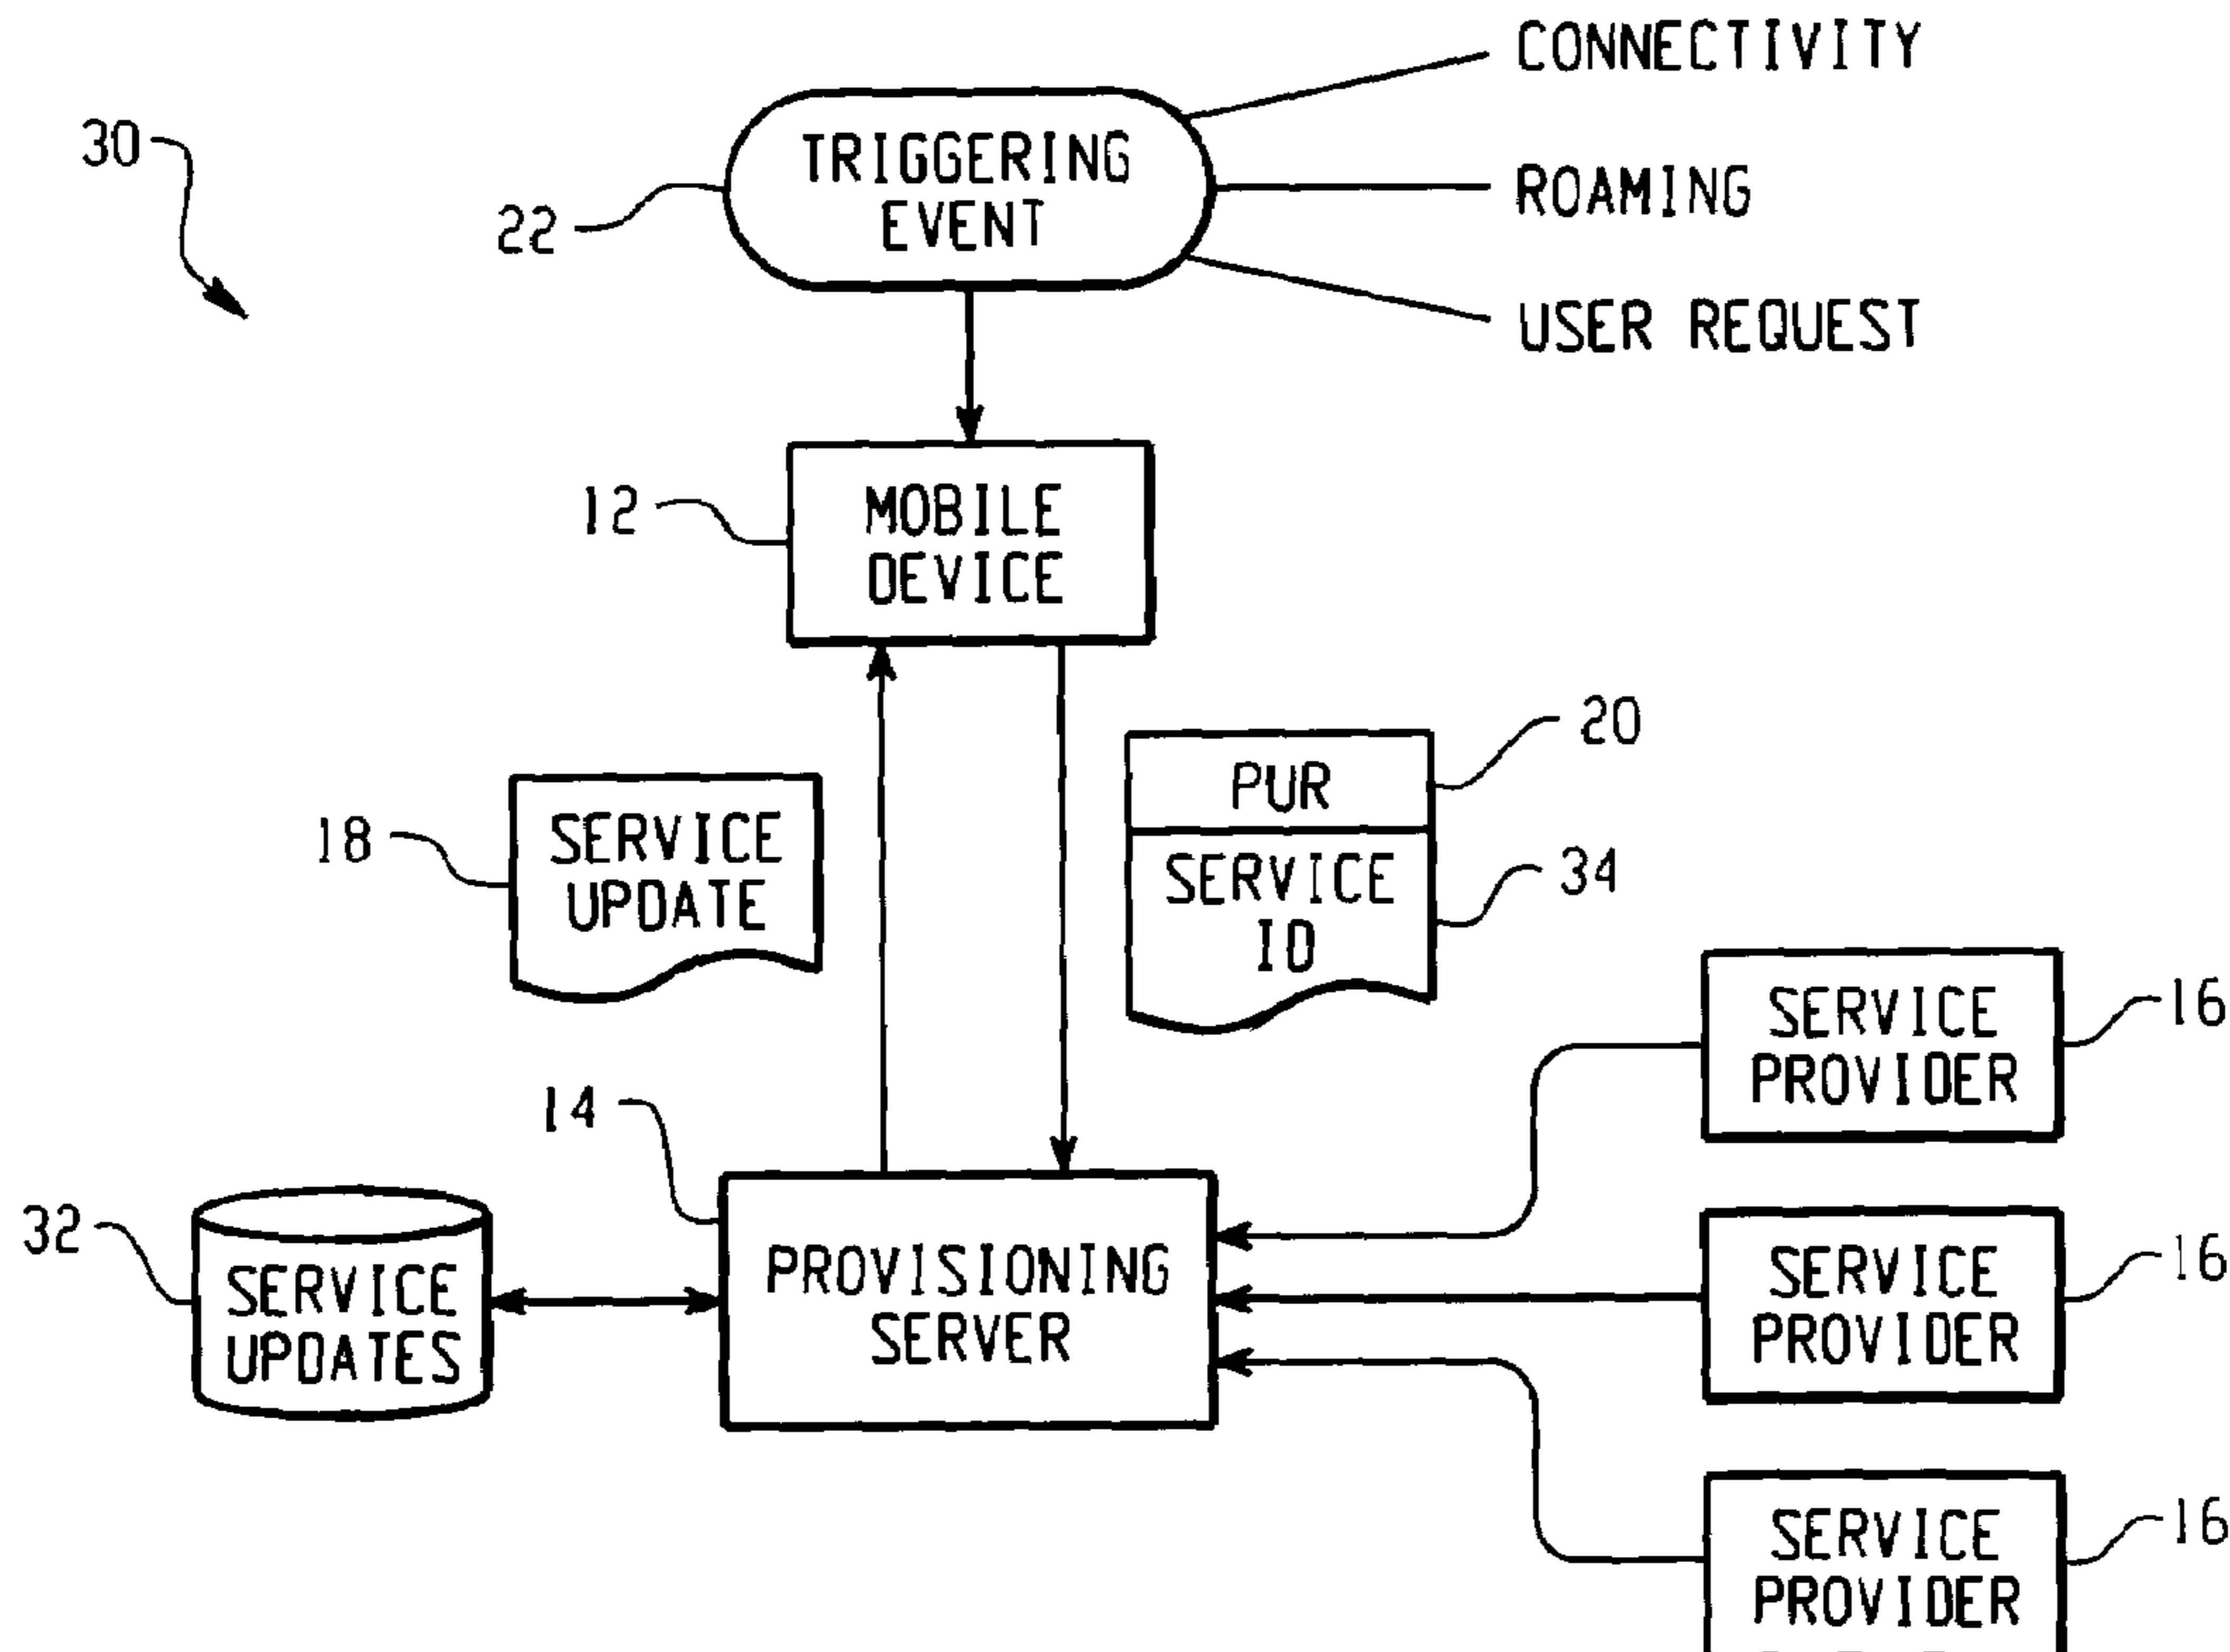 CONNECTIVITY
30
TRIGGERING
EVENT
22
ROAMING
USER REQUEST
12
MOBILE
DEVICE
20
PUR
18
SERVICE
UPDATE
SERVICE
ID
34
SERVICE
PROVIDER
16
14
32
SERVICE
UPDATES
PROVISIONING
SERVER
SERVICE
PROVIDER
16
SERVICE
PROVIDER
16